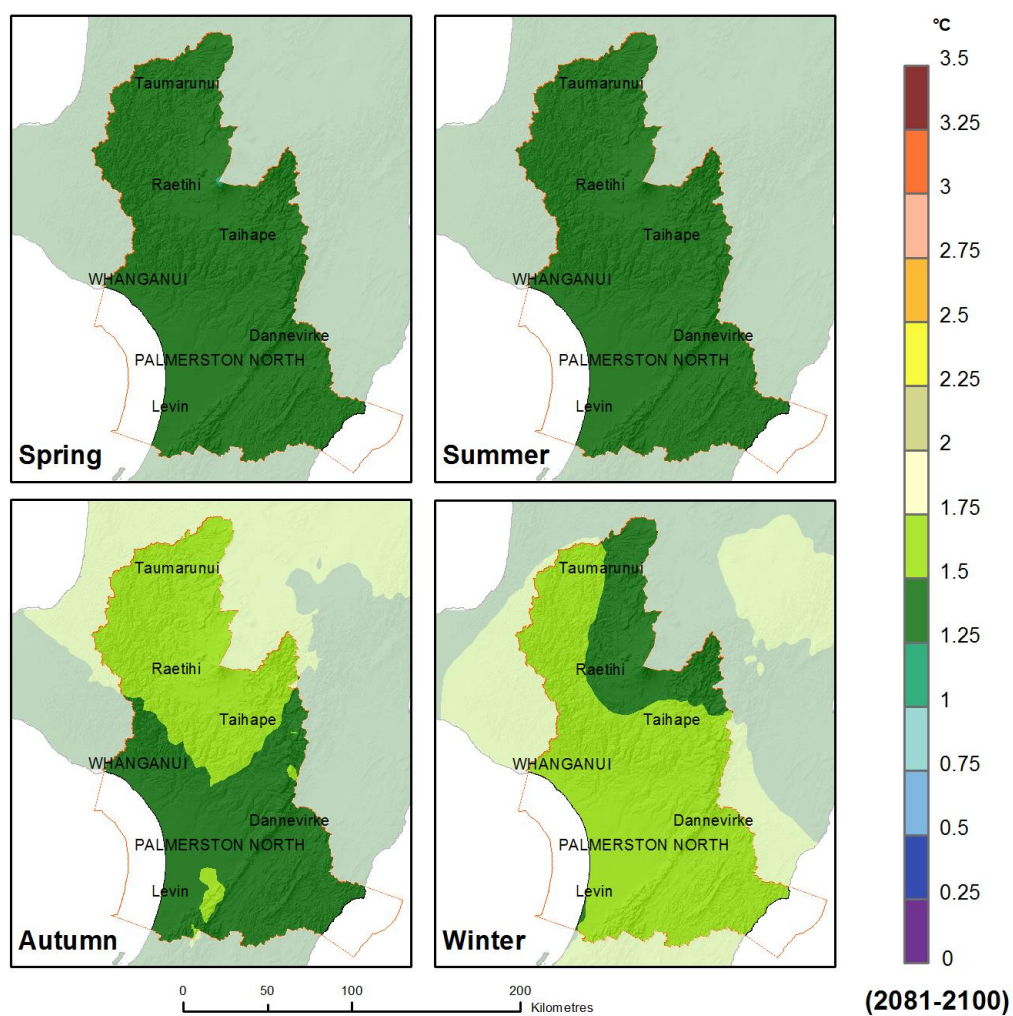 Taumarunui
Raetihi
Taihape
WHANGANUI
Dannevirke
PALMERSTON NORTH
Levin
Spring
Taumarunui
Raetihi
Taihape
WHANGANUI
Dannevirke
PALMERSTON NORTH
Levin
Summer
Taumarunui
Raetihi
Taihape
WHANGANUI
Dannevirke
PALMERSTON NORTH
Levin
Autumn
Taumarunui
Raetihi
Taihape
WHANGANUI
Dannevirke
PALMERSTON NORTH
Levin
Winter
°C
3.5
3.25
3
2.75
2.5
2.25
2
1.75
1.5
1.25
1
0.75
0.5
0.25
0
0 50 100 200
Kilometres
(2081-2100)